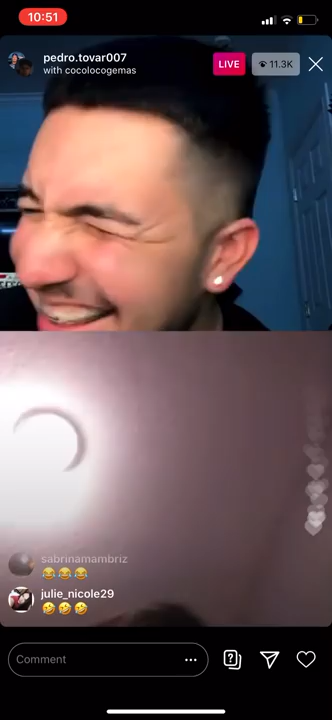 10:51
pedro.tovar007
with cocolocogemas
LIVE
11.3K
sabrinamambriz
😂😂😂
julie_nicole29
🤣🤣🤣
Comment